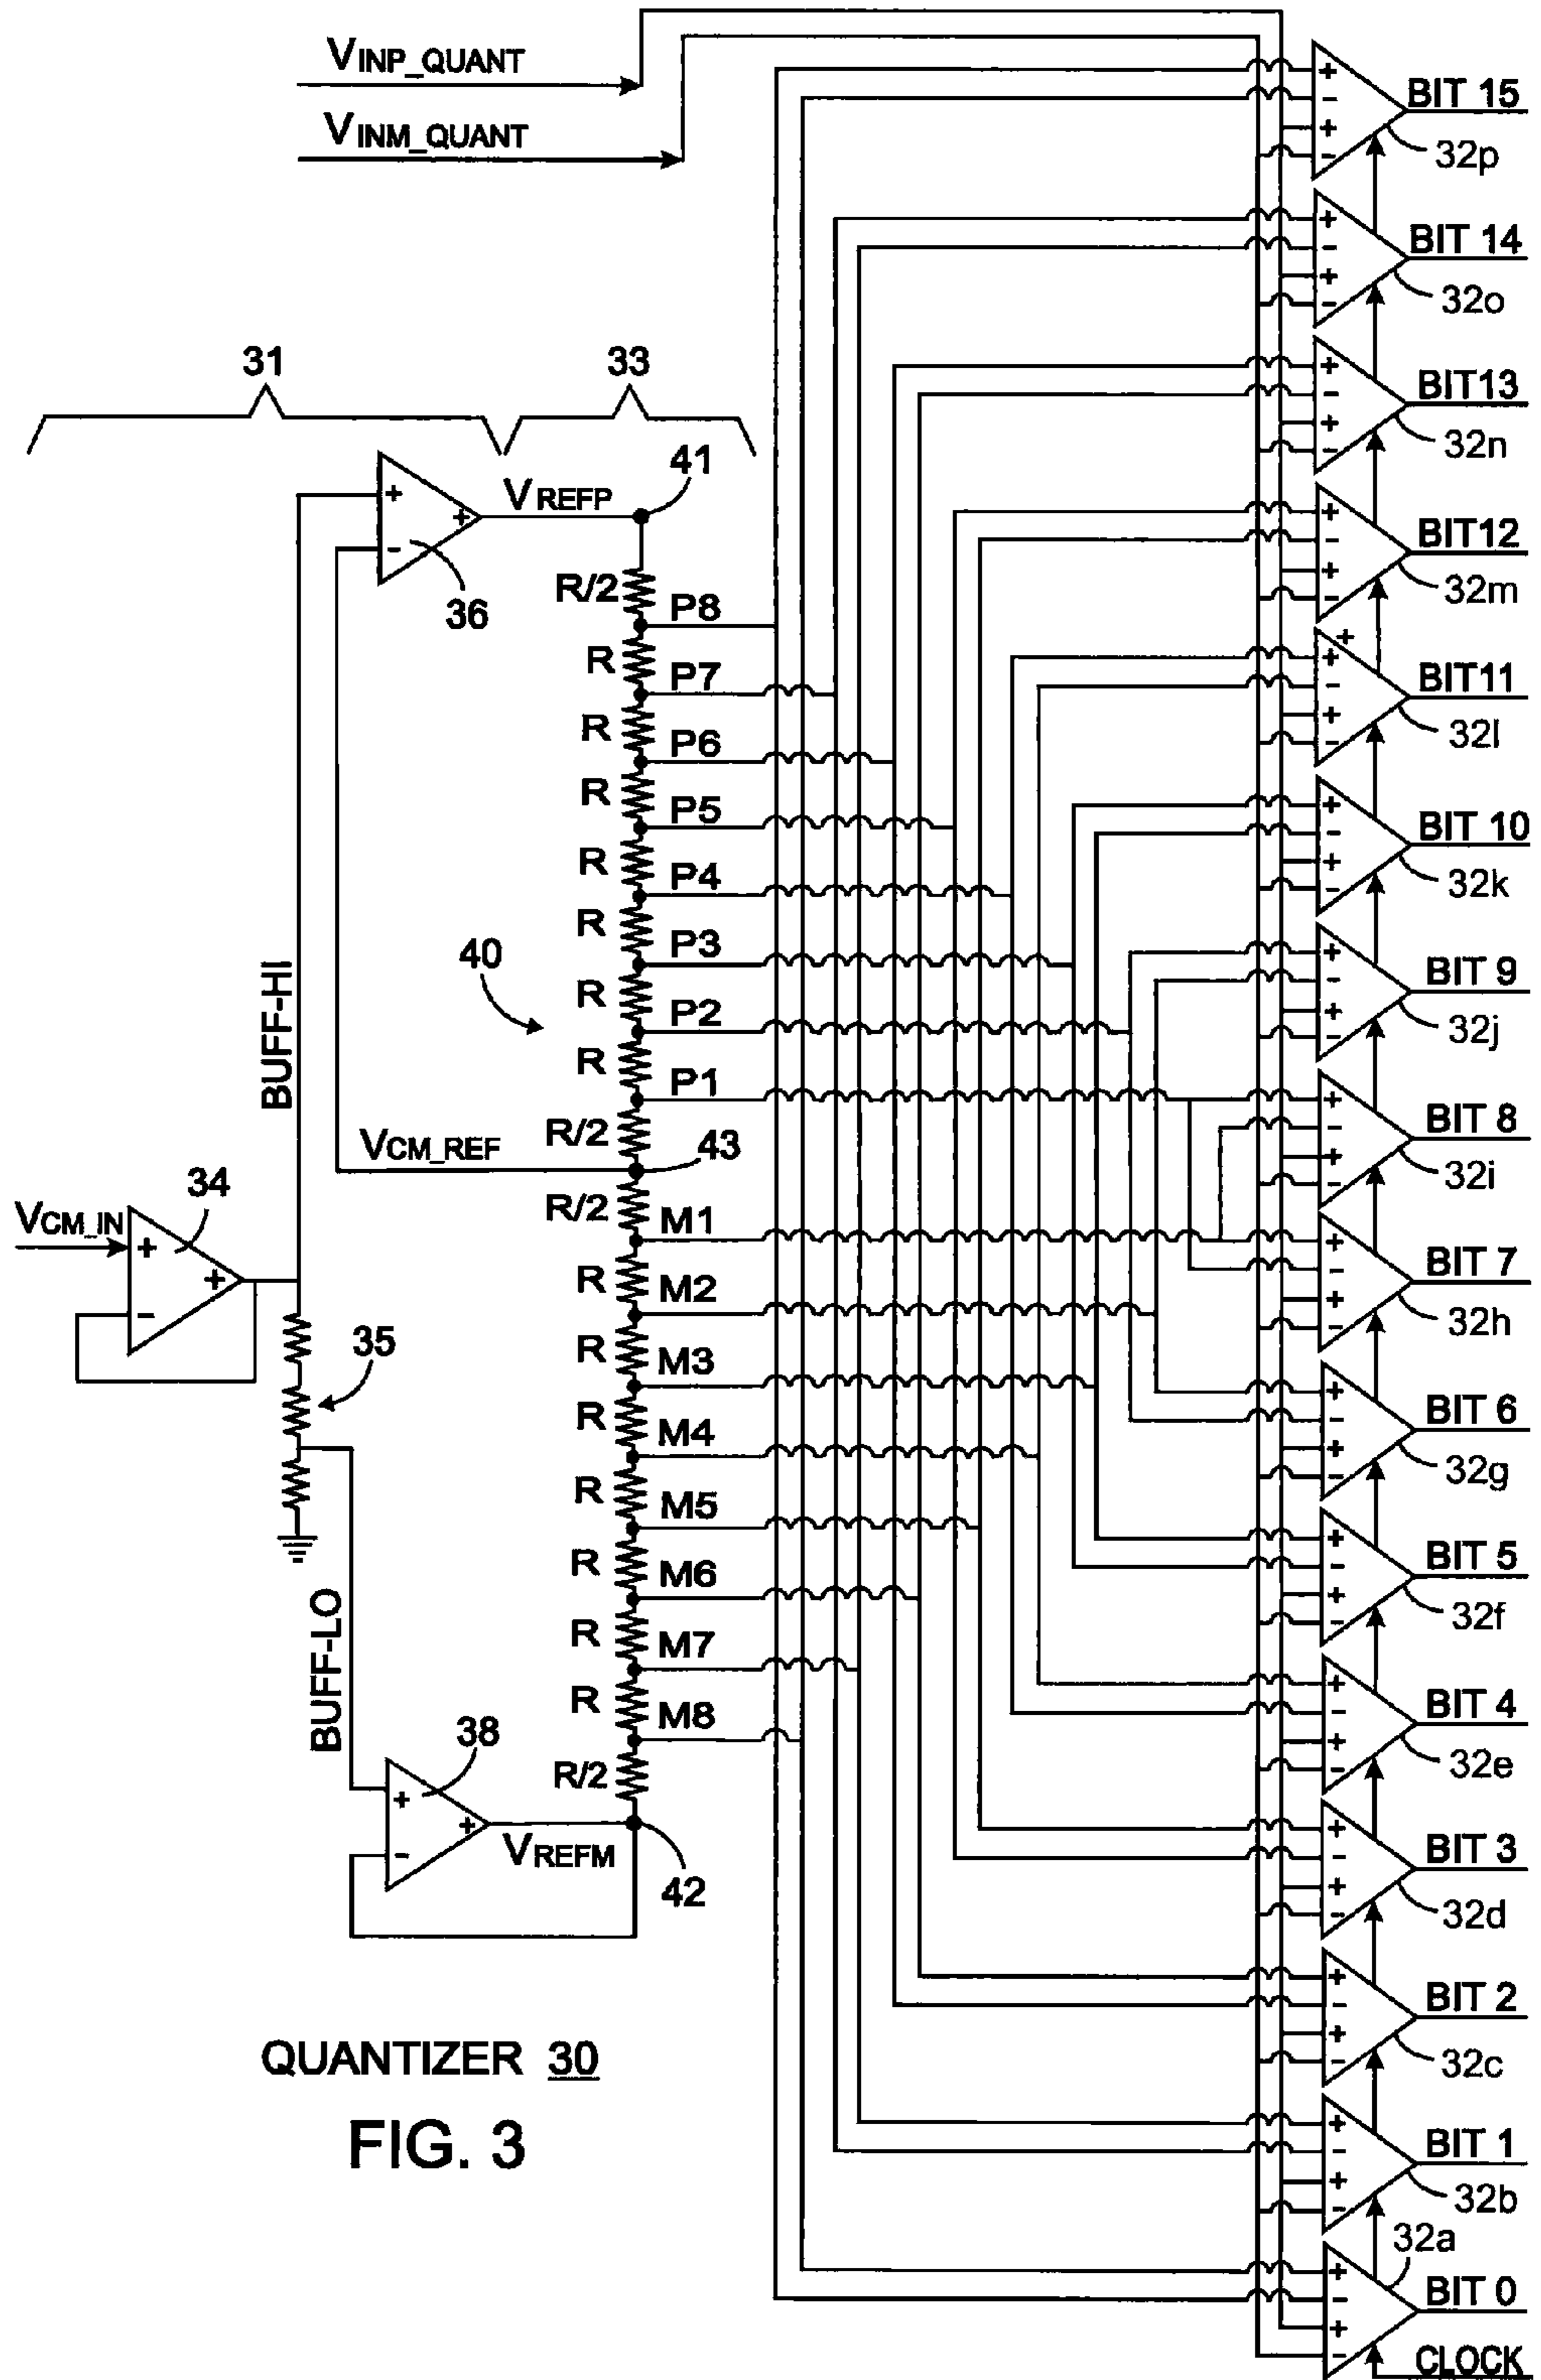 VINP_QUANT
VINM_QUANT
BIT 15
32p
BIT 14
32o
31
33
BIT13
32n
41
VREFP
36
BIT12
32m
R/2
P8
R
P7
BIT11
32l
R
P6
R
P5
BIT 10
32k
R
P4
R
P3
40
BIT 9
32j
R
P2
BUFF-HI
R
P1
BIT 8
32i
R/2
VCM_REF
43
34
R/2
M1
VCM_IN
BIT 7
32h
R
M2
35
R
M3
BIT 6
32g
R
M4
R
M5
BIT 5
32f
R
M6
BUFF-LO
R
M7
BIT 4
32e
R
M8
38
R/2
BIT 3
32d
VREFM
42
BIT 2
32c
QUANTIZER 30
FIG. 3
BIT 1
32b
32a
BIT 0
CLOCK